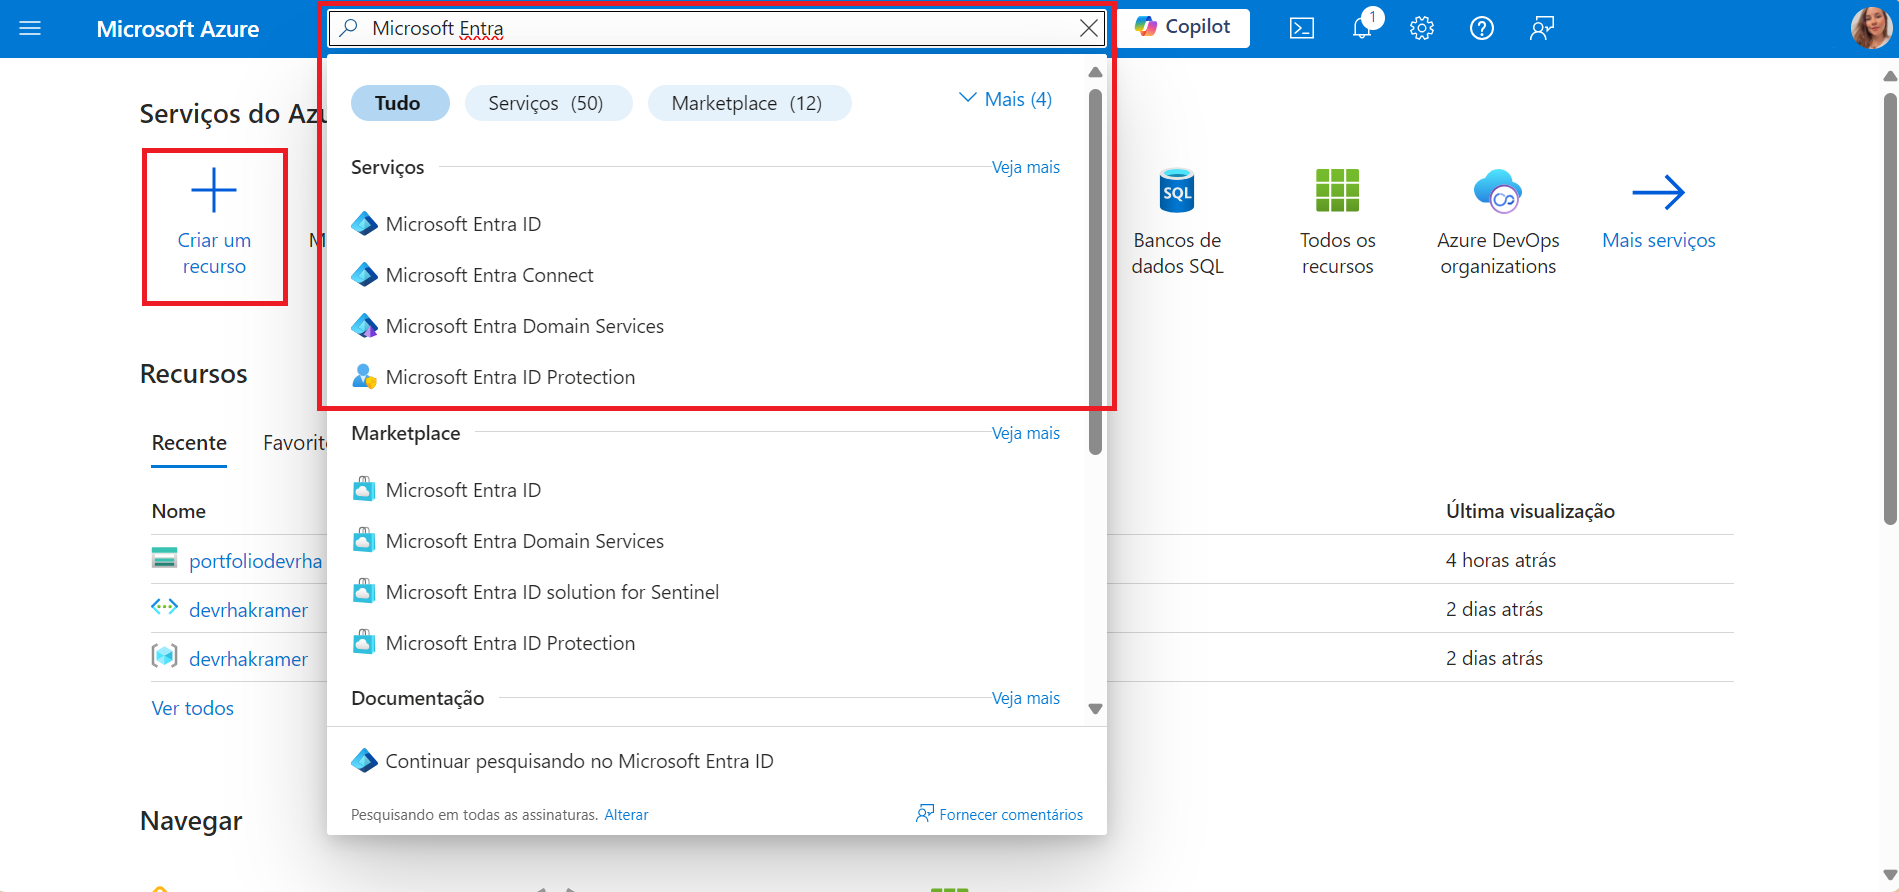 Microsoft Azure
Microsoft Entra
Copilot
1
Serviços do Azu
Tudo
Serviços (50)
Marketplace (12)
Mais (4)
Serviços
Veja mais
Criar um
recurso
M
Microsoft Entra ID
Microsoft Entra Connect
Microsoft Entra Domain Services
Microsoft Entra ID Protection
SQL
Bancos de
dados SQL
Todos os
recursos
Azure DevOps
organizations
Mais serviços
Recursos
Recente
Favorit
Marketplace
Veja mais
Microsoft Entra ID
Microsoft Entra Domain Services
Microsoft Entra ID solution for Sentinel
Microsoft Entra ID Protection
Nome
Última visualização
portfoliodevrha
4 horas atrás
devrhakramer
2 dias atrás
devrhakramer
2 dias atrás
Ver todos
Documentação
Veja mais
Continuar pesquisando no Microsoft Entra ID
Pesquisando em todas as assinaturas. Alterar
Fornecer comentários
Navegar